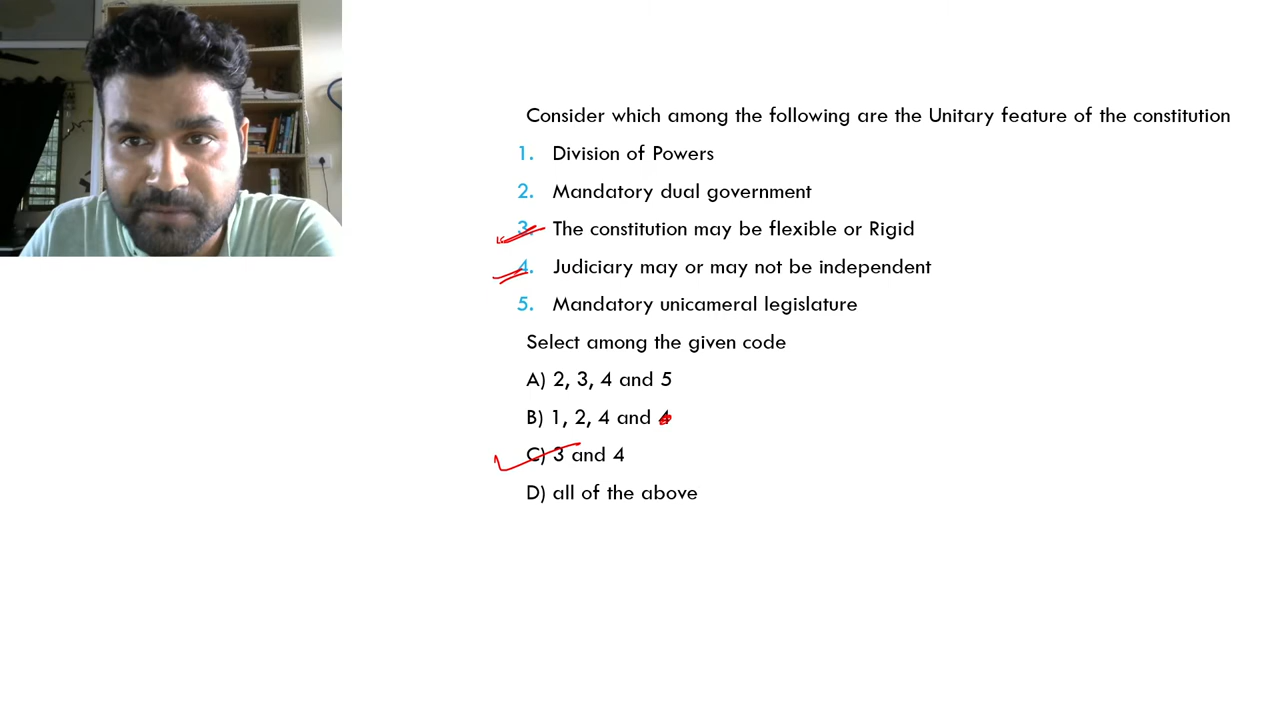 Consider which among the following are the Unitary feature of the constitution
1. Division of Powers
2. Mandatory dual government
3. The constitution may be flexible or Rigid
4. Judiciary may or may not be independent
5. Mandatory unicameral legislature
Select among the given code
A) 2, 3, 4 and 5
B) 1, 2, 4 and 4
C) 3 and 4
D) all of the above